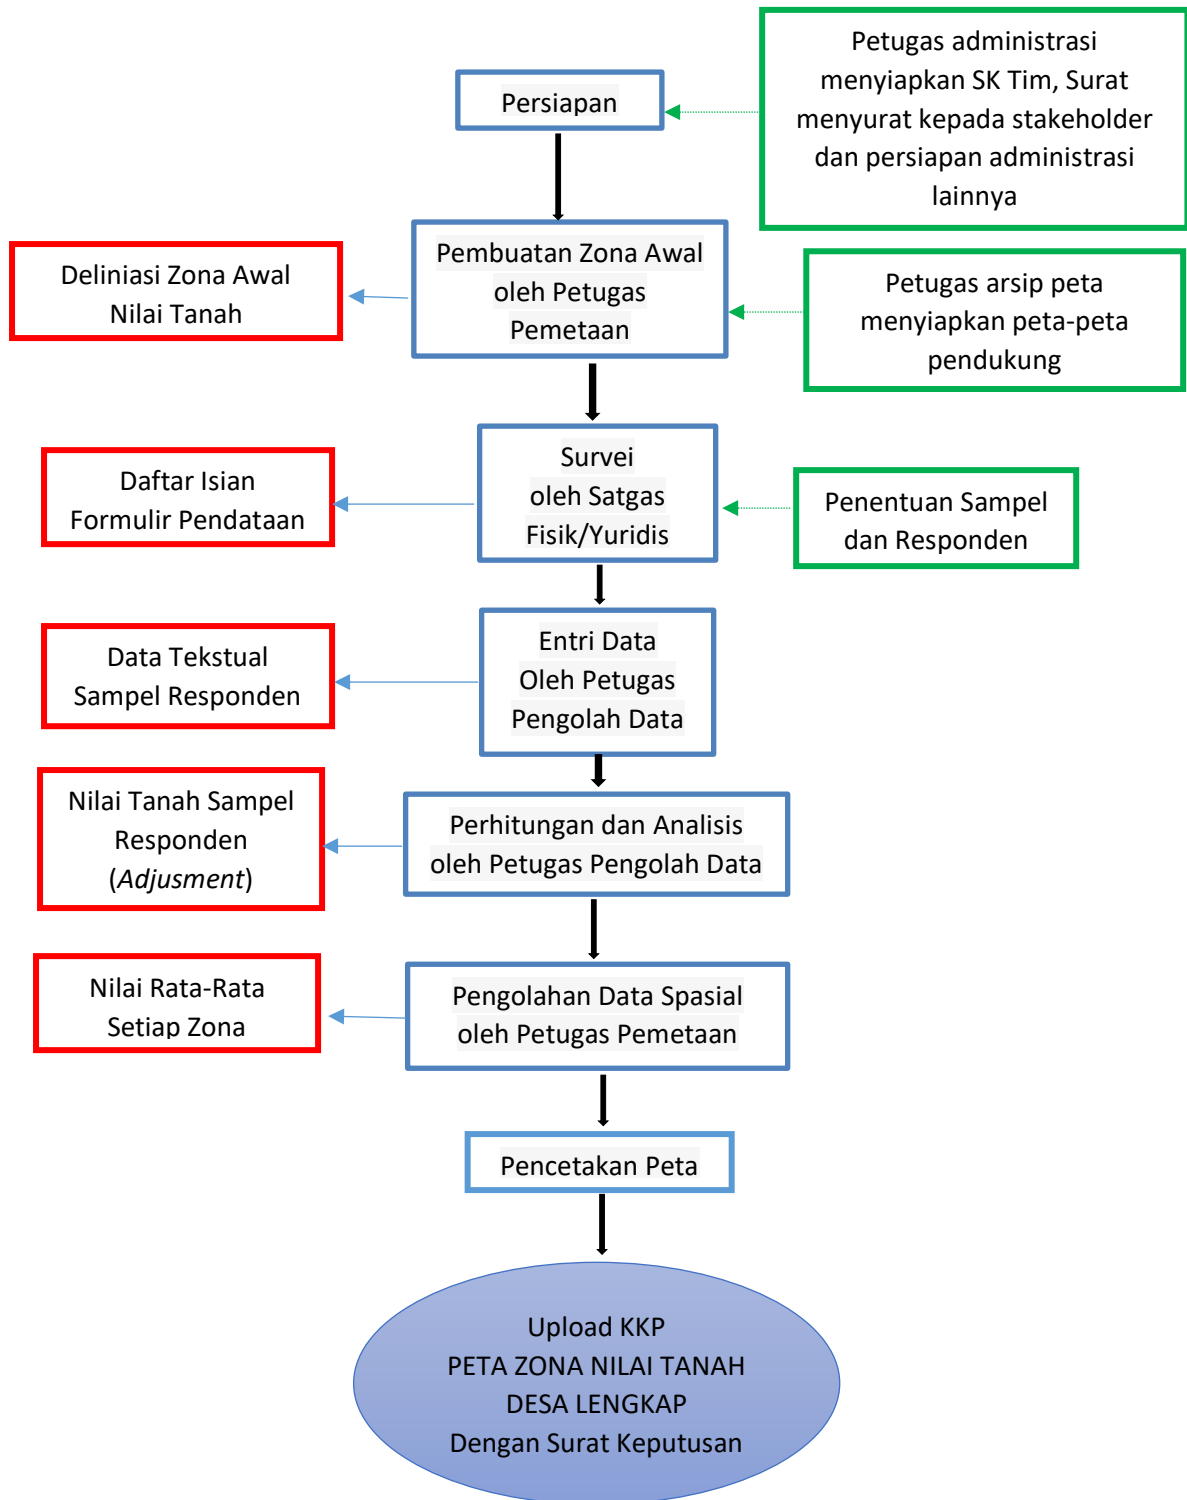 Petugas administrasi
menyiapkan SK Tim, Surat
menyurat kepada stakeholder
dan persiapan administrasi
lainnya
Persiapan
Pembuatan Zona Awal
oleh Petugas
Pemetaan
Deliniasi Zona Awal
Nilai Tanah
Petugas arsip peta
menyiapkan peta-peta
pendukung
Survei
oleh Satgas
Fisik/Yuridis
Daftar Isian
Formulir Pendataan
Penentuan Sampel
dan Responden
Entri Data
Oleh Petugas
Pengolah Data
Data Tekstual
Sampel Responden
Perhitungan dan Analisis
oleh Petugas Pengolah Data
Nilai Tanah Sampel
Responden
(Adjusment)
Pengolahan Data Spasial
oleh Petugas Pemetaan
Nilai Rata-Rata
Setiap Zona
Pencetakan Peta
Upload KKP
PETA ZONA NILAI TANAH
DESA LENGKAP
Dengan Surat Keputusan